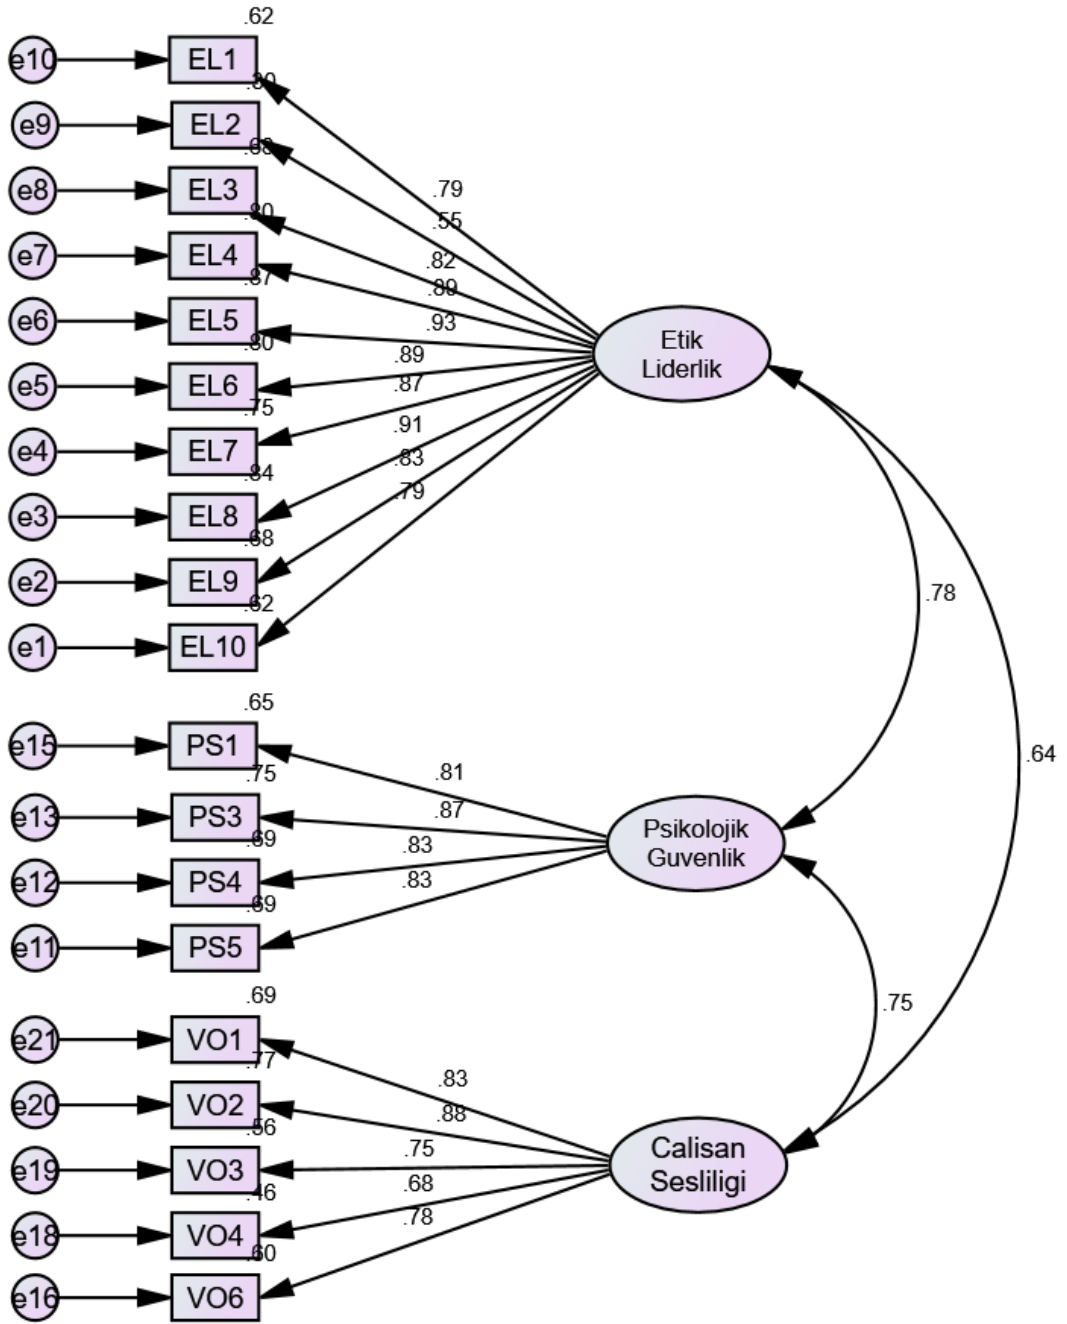 .62
e10 EL1
.30
e9 EL2
.68
e8 EL3
.80
e7 EL4
.87
e6 EL5
.80
e5 EL6
.75
e4 EL7
.84
e3 EL8
.68
e2 EL9
.62
e1 EL10
.79
.55
.82
.89
.93
.89
.87
.91
.83
.79
Etik
Liderlik
.78
.64
.65
e15 PS1
.75
e13 PS3
.69
e12 PS4
.69
e11 PS5
.81
.87
.83
.83
Psikolojik
Guvenlik
.75
.69
e21 VO1
.77
e20 VO2
.56
e19 VO3
.46
e18 VO4
.60
e16 VO6
.83
.88
.75
.68
.78
Calisan
Sesliligi